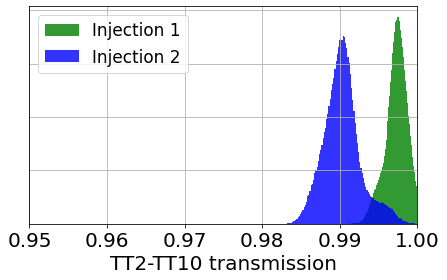 Injection 1
Injection 2
0.95 0.96 0.97 0.98 0.99 1.00
TT2-TT10 transmission